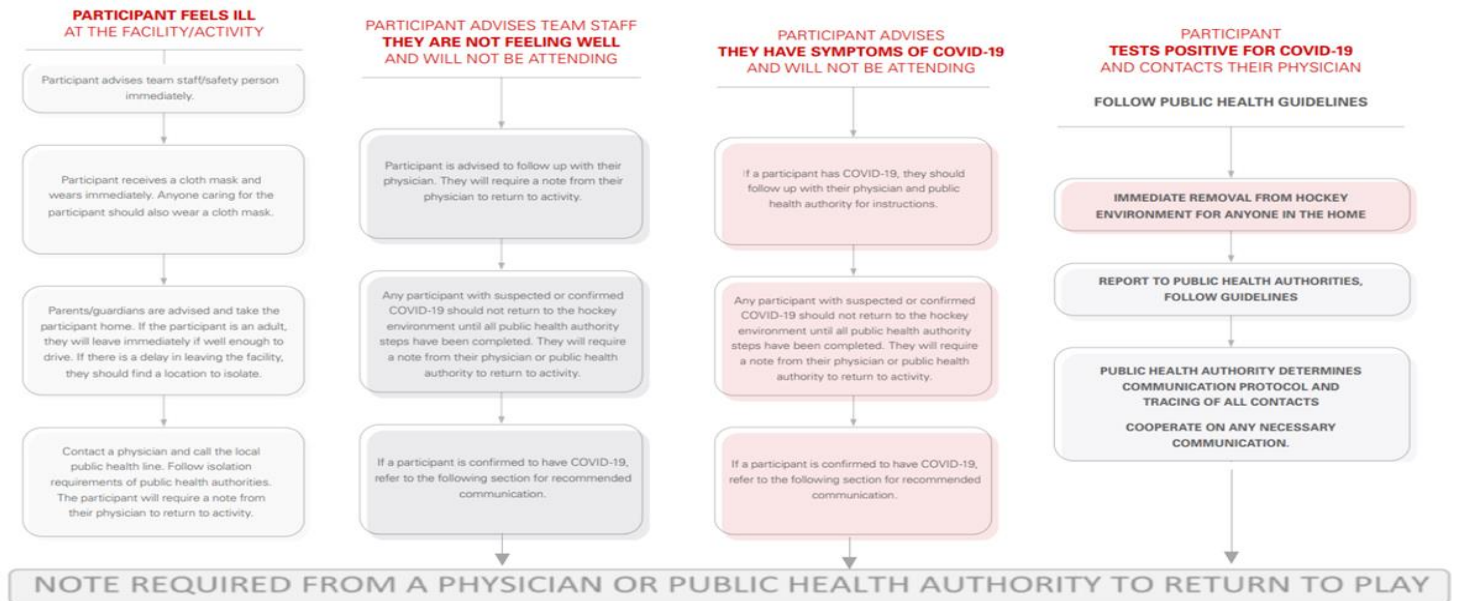 PARTICIPANT FEELS ILL
AT THE FACILITY/ACTIVITY
Participant advises team staff/safety person
immediately.
Participant receives a cloth mask and
wears immediately. Anyone caring for the
participant should also wear a cloth mask.
Parents/guardians are advised and take the
participant home. If the participant is an adult,
they will leave immediately if well enough to
drive. If there is a delay in leaving the facility,
they should find a location to isolate.
Contact a physician and call the local
public health line. Follow isolation
requirements of public health authorities.
The participant will require a note from
their physician to return to activity.
PARTICIPANT ADVISES TEAM STAFF
THEY ARE NOT FEELING WELL
AND WILL NOT BE ATTENDING
Participant is advised to follow up with their
physician. They will require a note from their
physician to return to activity.
Any participant with suspected or confirmed
COVID-19 should not return to the hockey
environment until all public health authority
steps have been completed. They will require
a note from their physician or public health
authority to return to activity.
If a participant is confirmed to have COVID-19,
refer to the following section for recommended
communication.
PARTICIPANT ADVISES
THEY HAVE SYMPTOMS OF COVID-19
AND WILL NOT BE ATTENDING
If a participant has COVID-19, they should
follow up with their physician and public
health authority for instructions.
Any participant with suspected or confirmed
COVID-19 should not return to the hockey
environment until all public health authority
steps have been completed. They will require
a note from their physician or public health
authority to return to activity.
If a participant is confirmed to have COVID-19,
refer to the following section for recommended
communication.
PARTICIPANT
TESTS POSITIVE FOR COVID-19
AND CONTACTS THEIR PHYSICIAN
FOLLOW PUBLIC HEALTH GUIDELINES
IMMEDIATE REMOVAL FROM HOCKEY
ENVIRONMENT FOR ANYONE IN THE HOME
REPORT TO PUBLIC HEALTH AUTHORITIES,
FOLLOW GUIDELINES
PUBLIC HEALTH AUTHORITY DETERMINES
COMMUNICATION PROTOCOL AND
TRACING OF ALL CONTACTS
COOPERATE ON ANY NECESSARY
COMMUNICATION.
NOTE REQUIRED FROM A PHYSICIAN OR PUBLIC HEALTH AUTHORITY TO RETURN TO PLAY